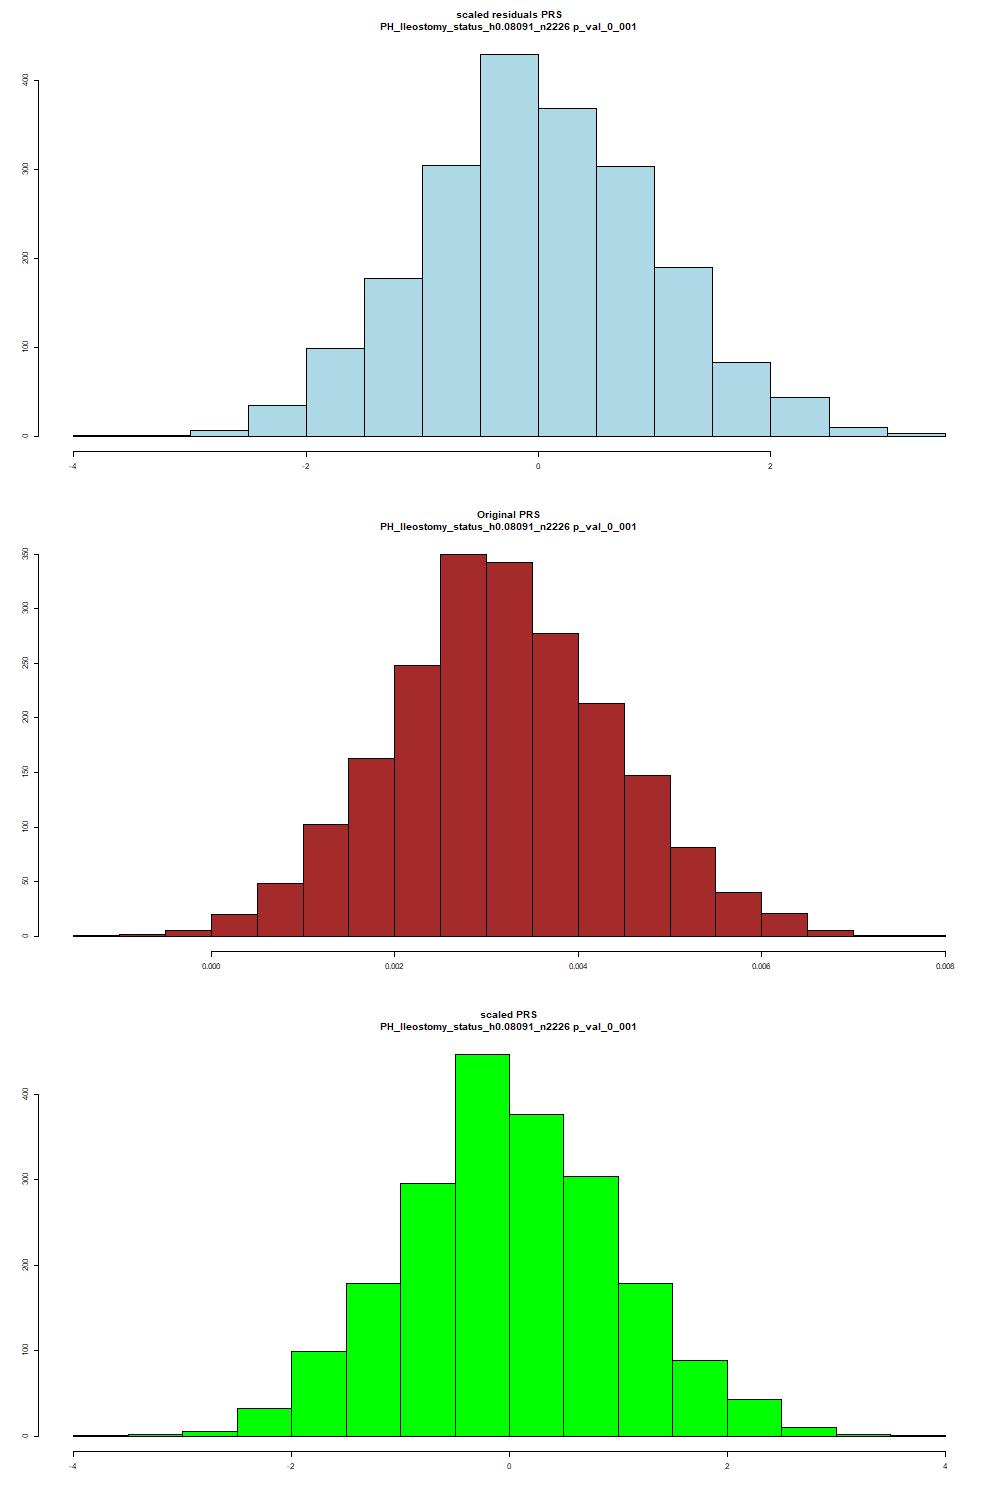 scaled residuals PRS
PH_Ileostomy_status_h0.08091_n2226 p_val_0_001
400
300
200
100
0
-4 -2 0 2
Original PRS
PH_Ileostomy_status_h0.08091_n2226 p_val_0_001
350
300
250
200
150
100
50
0
0.000 0.002 0.004 0.006 0.008
scaled PRS
PH_Ileostomy_status_h0.08091_n2226 p_val_0_001
400
300
200
100
0
-4 -2 0 2 4